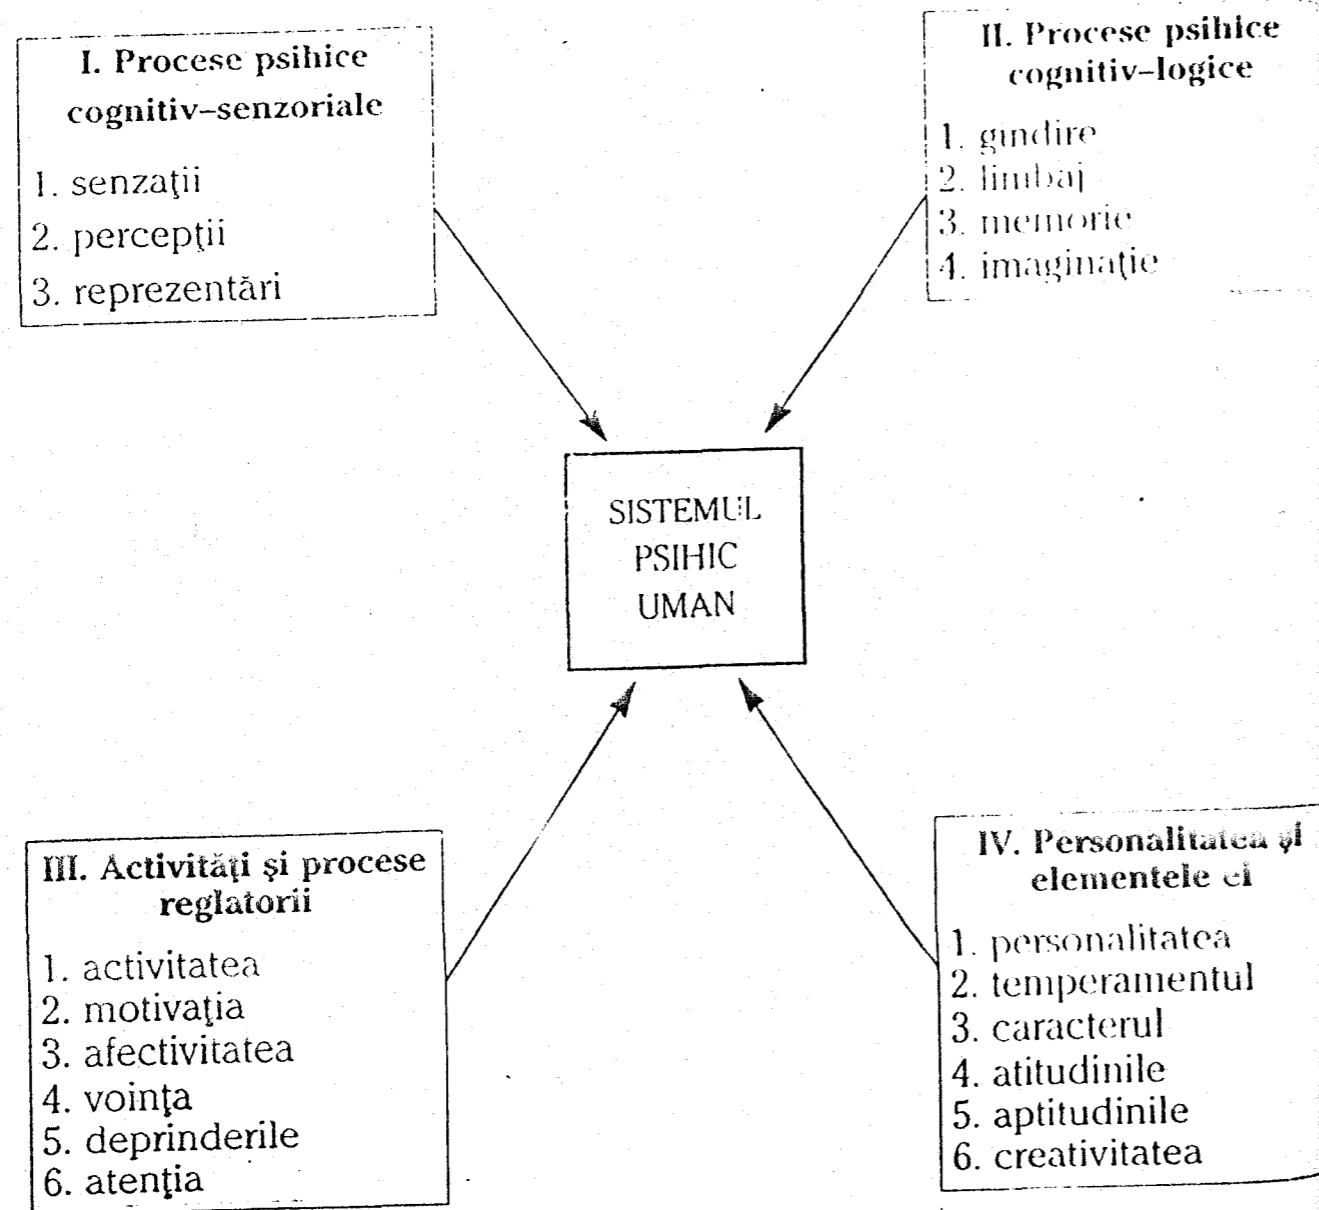 I. Procese psihice
cognitiv–senzoriale
1. senzaţii
2. percepţii
3. reprezentări
II. Procese psihice
cognitiv–logice
1. gindire
2. limbaj
3. memorie
4. imaginaţie
SISTEMUL
PSIHIC
UMAN
III. Activităţi şi procese
reglatorii
1. activitatea
2. motivaţia
3. afectivitatea
4. voinţa
5. deprinderile
6. atenţia
IV. Personalitatea şi
elementele ei
1. personalitatea
2. temperamentul
3. caracterul
4. atitudinile
5. aptitudinile
6. creativitatea